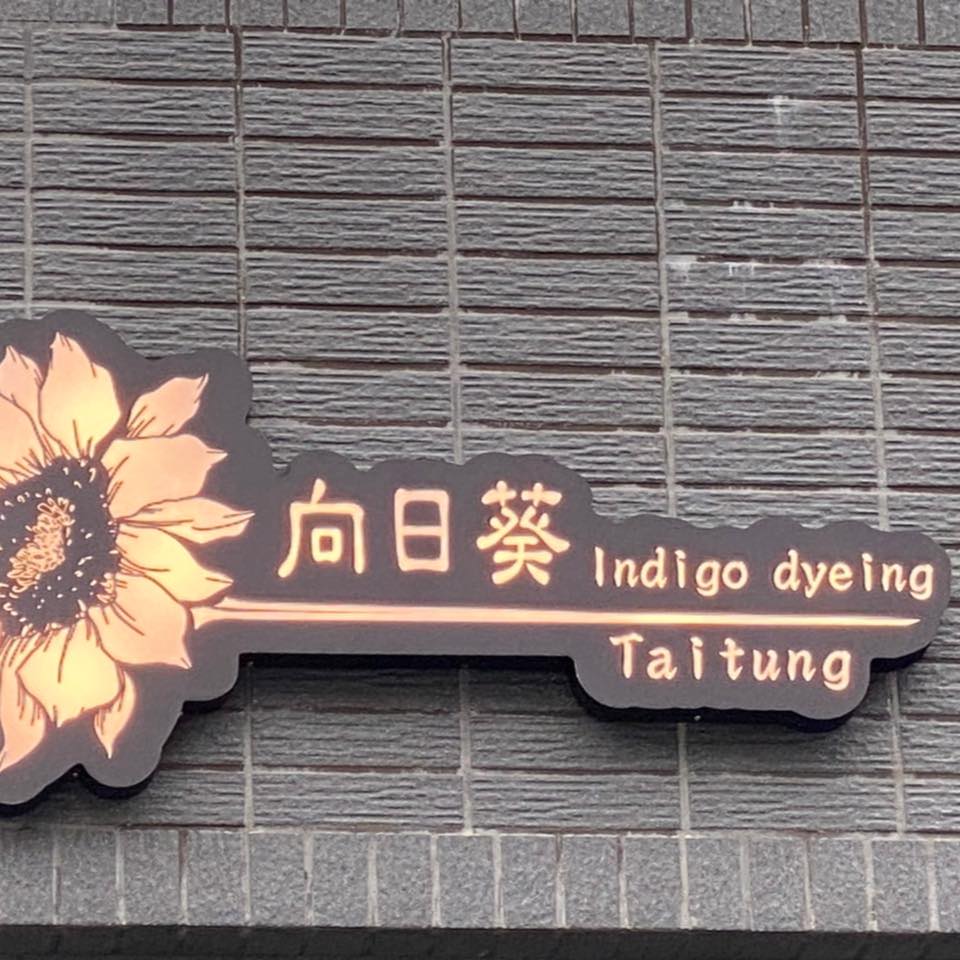 向日葵 Indigo dyeing
Taitung